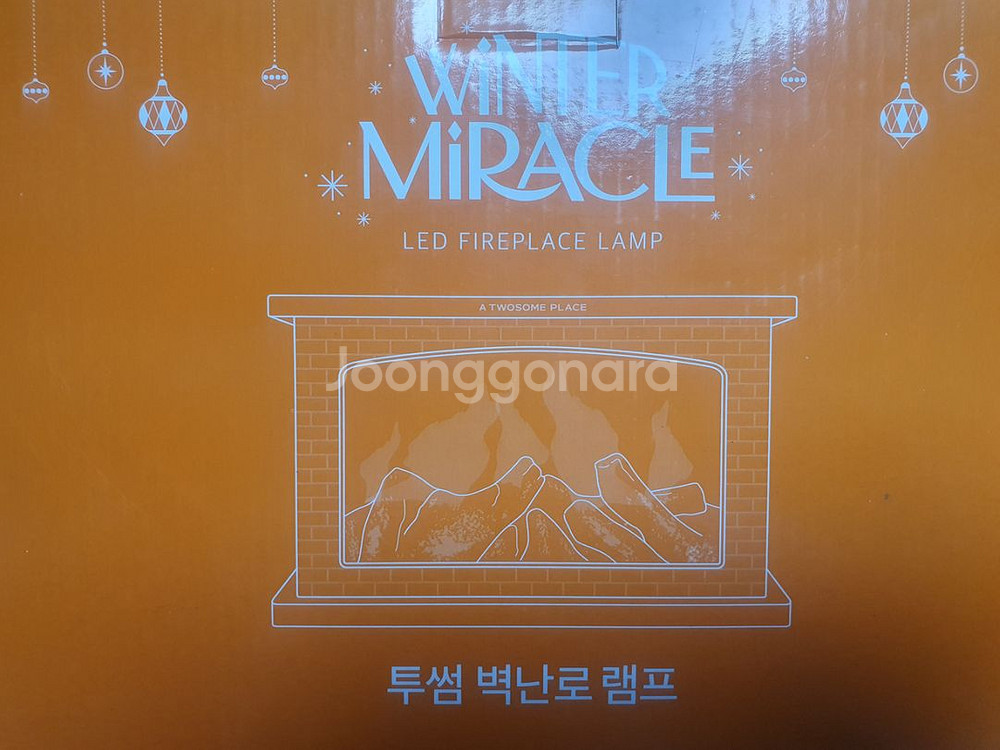 WiNTER
MiRACLE
LED FIREPLACE LAMP
A TWOSOME PLACE
Joonggonara
투썸 벽난로 램프